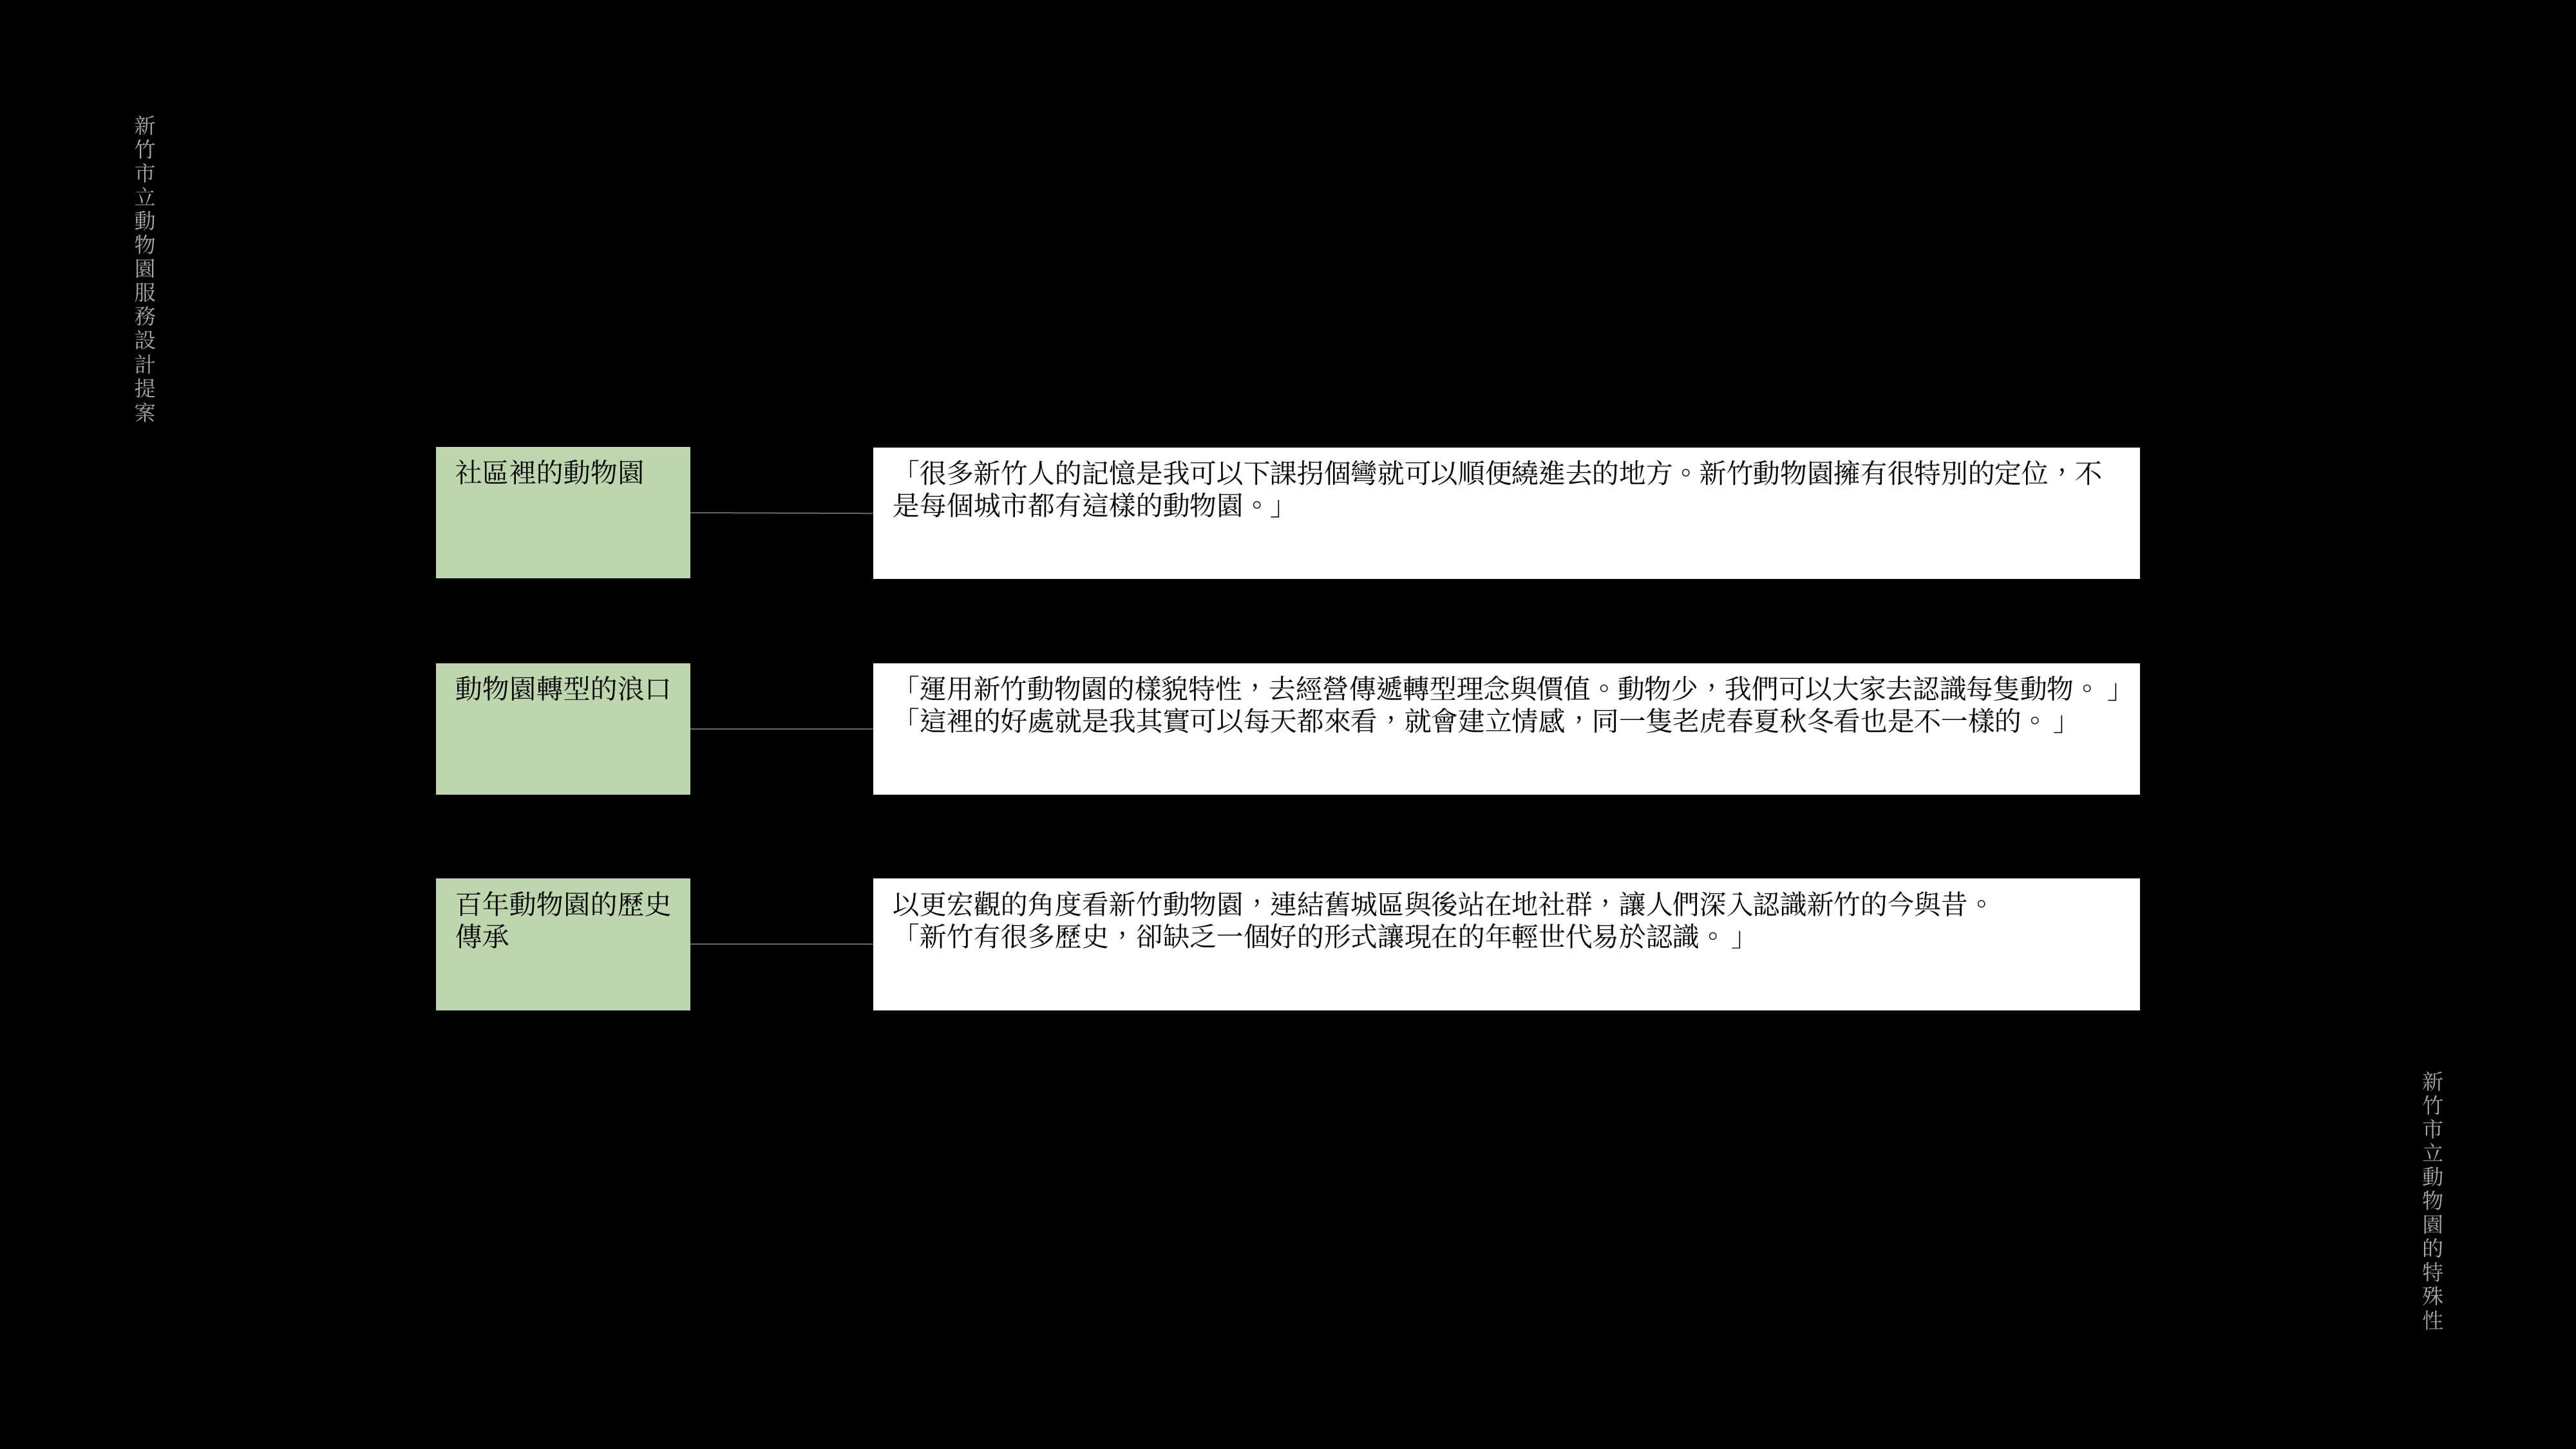 新竹市立動物園服務設計提案
社區裡的動物園
「很多新竹人的記憶是我可以下課拐個彎就可以順便繞進去的地方。新竹動物園擁有很特別的定位，不
是每個城市都有這樣的動物園。」
動物園轉型的浪口
「運用新竹動物園的樣貌特性，去經營傳遞轉型理念與價值。動物少，我們可以大家去認識每隻動物。」
「這裡的好處就是我其實可以每天都來看，就會建立情感，同一隻老虎春夏秋冬看也是不一樣的。」
百年動物園的歷史
傳承
以更宏觀的角度看新竹動物園，連結舊城區與後站在地社群，讓人們深入認識新竹的今與昔。
「新竹有很多歷史，卻缺乏一個好的形式讓現在的年輕世代易於認識。」
新竹市立動物園的特殊性